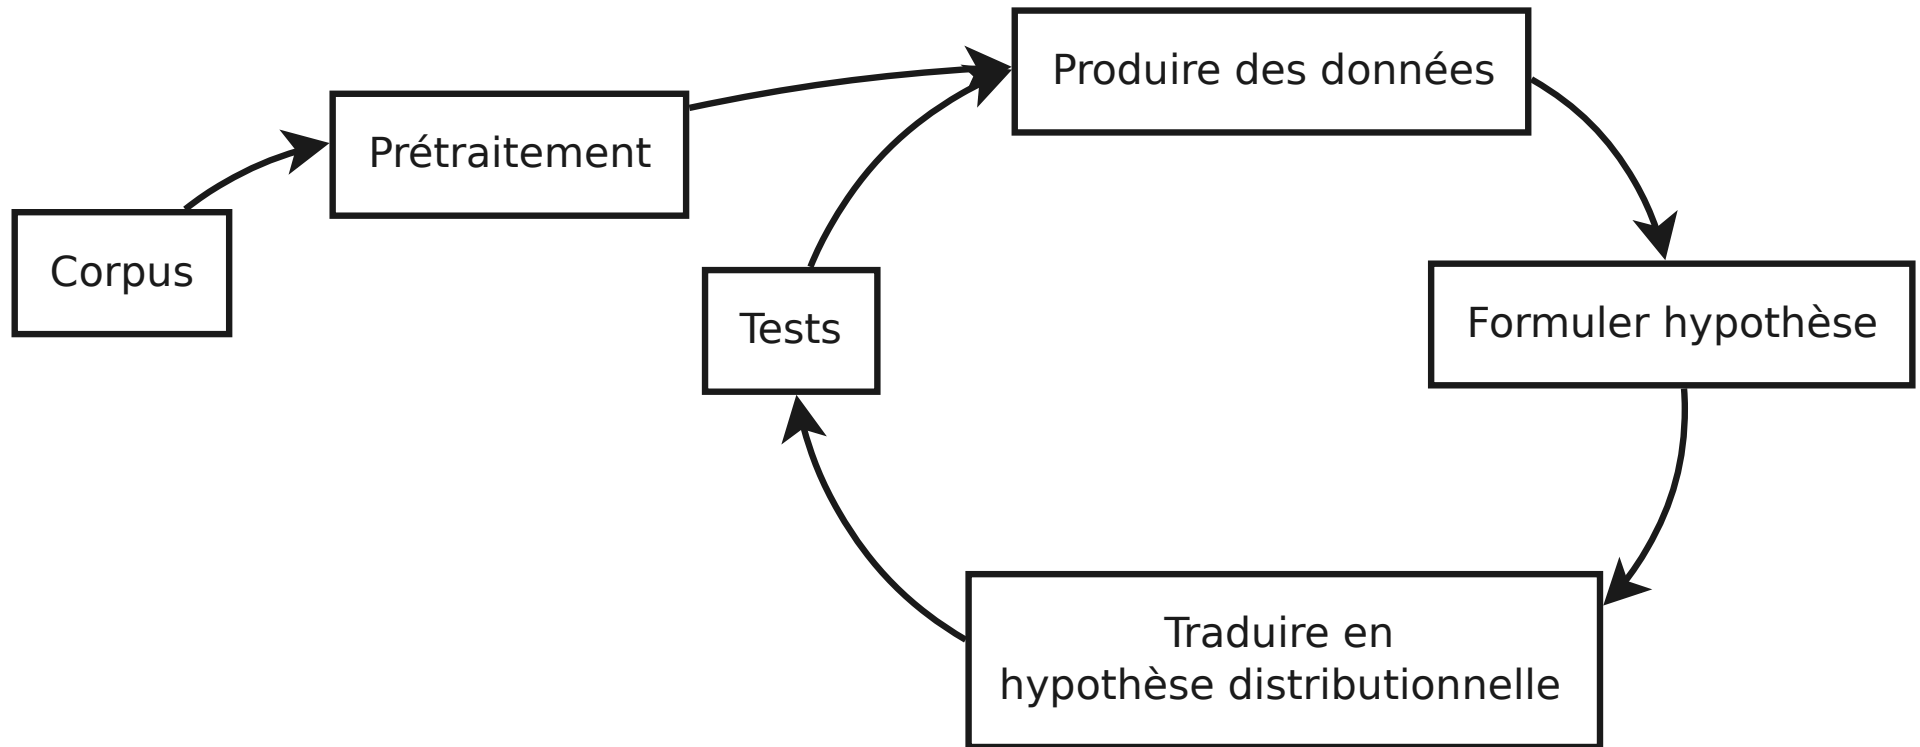 Corpus
Prétraitement
Produire des données
Formuler hypothèse
Traduire en
hypothèse distributionnelle
Tests